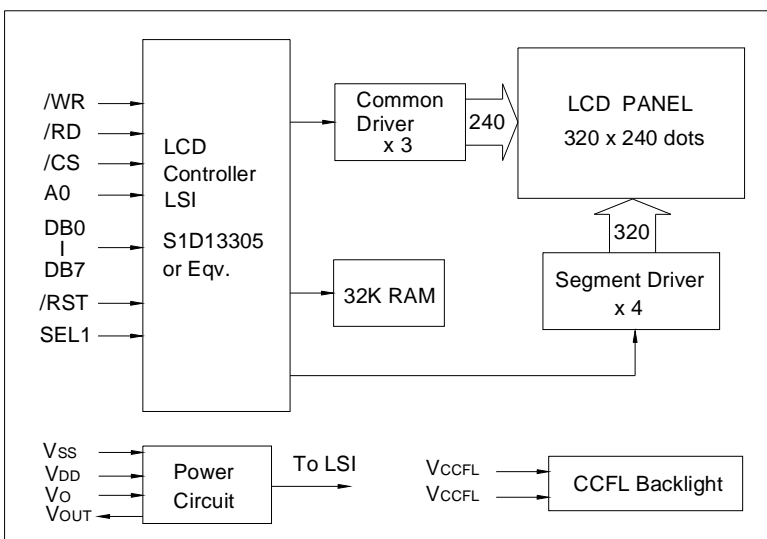 /WR
/RD
/CS
A0
DB0
I
DB7
/RST
SEL1
LCD
Controller
LSI
S1D13305
or Eqv.
Common
Driver
x 3
240
LCD PANEL
320 x 240 dots
320
32K RAM
Segment Driver
x 4
VSS
VDD
VO
VOUT
Power
Circuit
To LSI
VCCFL
VCCFL
CCFL Backlight